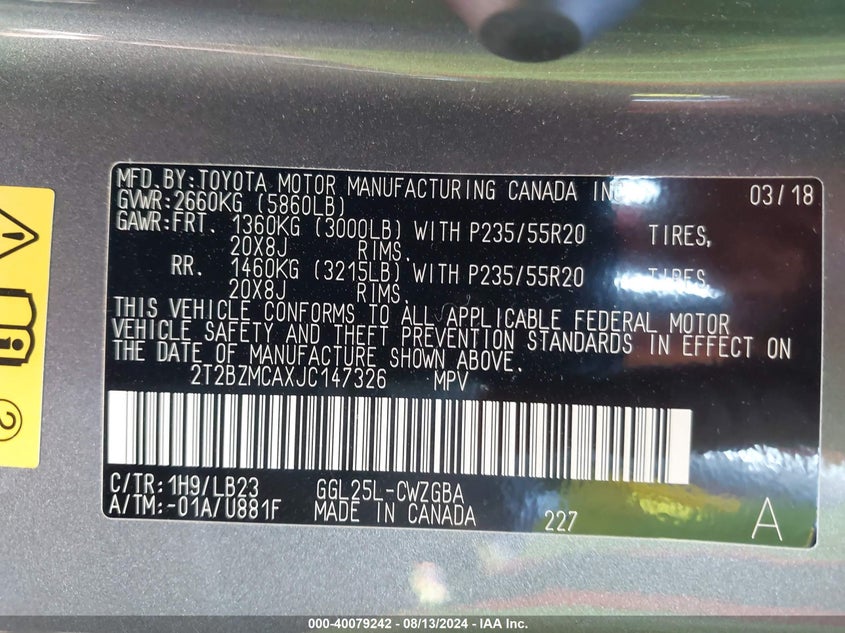 MFD.BY:TOYOTA MOTOR MANUFACTURING CANADA IN 03/18
GVWR:2660KG (5860LB)
GAWR:FRT. 1360KG (3000LB) WITH P235/55R20 TIRES,
20X8J RIMS.
RR. 1460KG (3215LB) WITH P235/55R20 TIRES,
20X8J RIMS.
THIS VEHICLE CONFORMS TO ALL APPLICABLE FEDERAL MOTOR
VEHICLE SAFETY AND THEFT PREVENTION STANDARDS IN EFFECT ON
THE DATE OF MANUFACTURE SHOWN ABOVE.
2T2BZMCAXJC147326 MPV
C/TR:1H9/LB23 GGL25L-CWZGBA
A/TM:-01A/U881F MADE IN CANADA 227 A
2
000-40079242 - 08/13/2024 - IAA Inc.